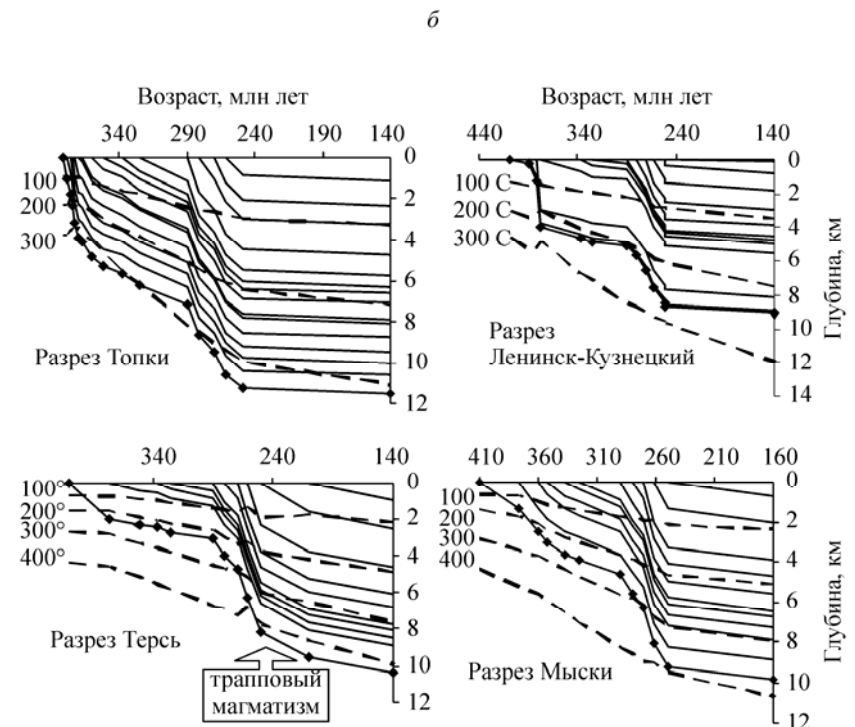 б
Возраст, млн лет
340 290 240 190 140
100
200
300
0
2
4
6
8
10
12
Разрез Топки
Возраст, млн лет
440 340 240 140
100 С
200 С
300 С
0
2
4
6
8
10
12
14
Глубина, км
Разрез
Ленинск-Кузнецкий
340 240 140
100°
200°
300°
400°
0
2
4
6
8
10
12
Разрез Терсь
трапповый
магматизм
410 360 310 260 210 160
100
200
300
400
0
2
4
6
8
10
12
Глубина, км
Разрез Мыски